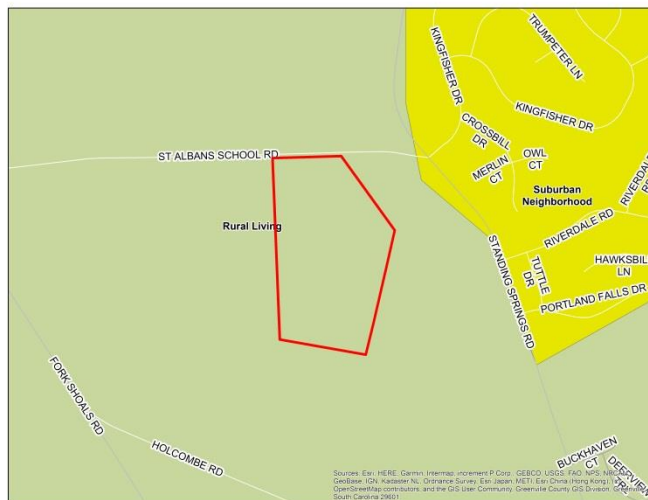 TRUMPETER LN
KINGFISHER DR
KINGFISHER DR
CROSSBILL
DR
OWL
CT
MERLIN
CT
ST ALBANS SCHOOL RD
Suburban
Neighborhood
RIVERDALE
RIVERDALE RD
Rural Living
STANDING SPRINGS RD
TUTTLE
DR
HAWKSBIL
LN
PORTLAND FALLS DR
FORK SHOALS RD
HOLCOMBE RD
BUCKHAVEN
CT
DEERVIEW
TRL
Sources: Esri, HERE, Garmin, Intermap, increment P Corp., GEBCO, USGS, FAO, NPS,
GeoBase, IGN, Kadaster NL, Ordnance Survey, Esri Japan, METI, Esri China (Hong Kong),
OpenStreetMap contributors, and the GIS User Community, Greenville County GIS Division,
South Carolina 29601